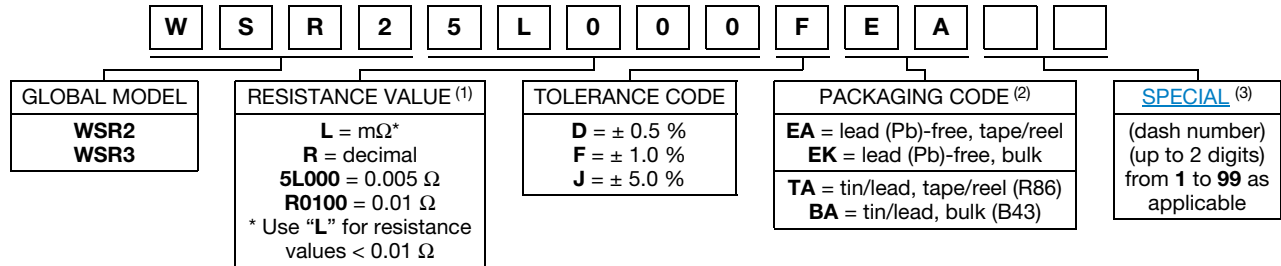 W S R 2 5 L 0 0 0 F E A
GLOBAL MODEL
WSR2
WSR3
RESISTANCE VALUE (1)
L = mΩ*
R = decimal
5L000 = 0.005 Ω
R0100 = 0.01 Ω
* Use “L” for resistance
values < 0.01 Ω
TOLERANCE CODE
D = ± 0.5 %
F = ± 1.0 %
J = ± 5.0 %
PACKAGING CODE (2)
EA = lead (Pb)-free, tape/reel
EK = lead (Pb)-free, bulk
TA = tin/lead, tape/reel (R86)
BA = tin/lead, bulk (B43)
SPECIAL (3)
(dash number)
(up to 2 digits)
from 1 to 99 as
applicable